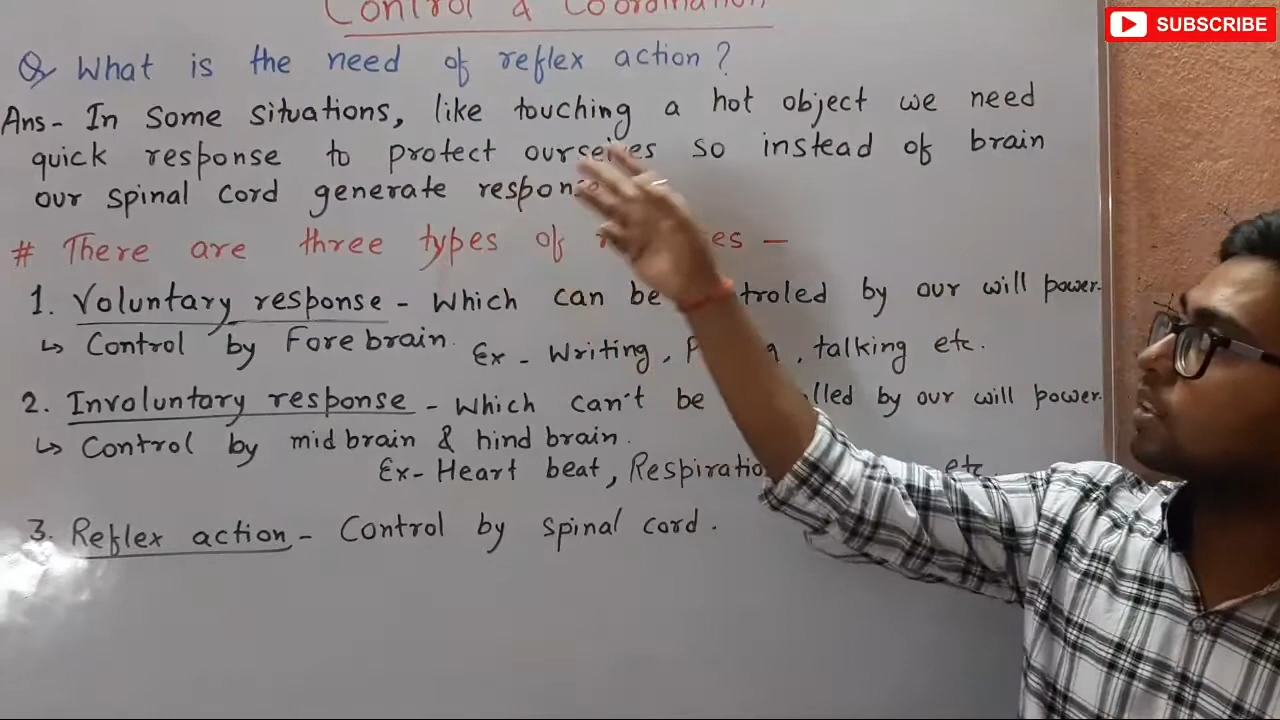 Control & Coordination
SUBSCRIBE
Q What is the need of reflex action ?
Ans- In Some situations, like touching a hot object we need
quick response to protect ourselves so instead of brain
our spinal cord generate
# There are three types of
1. Voluntary response - Which can be by our will power.
↳ Control by Forebrain. Ex - Writing, , talking etc.
2. Involuntary response - which can't be by our will power.
↳ Control by mid brain & hind brain.
Ex- Heart beat, etc.
3. Reflex action - Control by spinal cord.